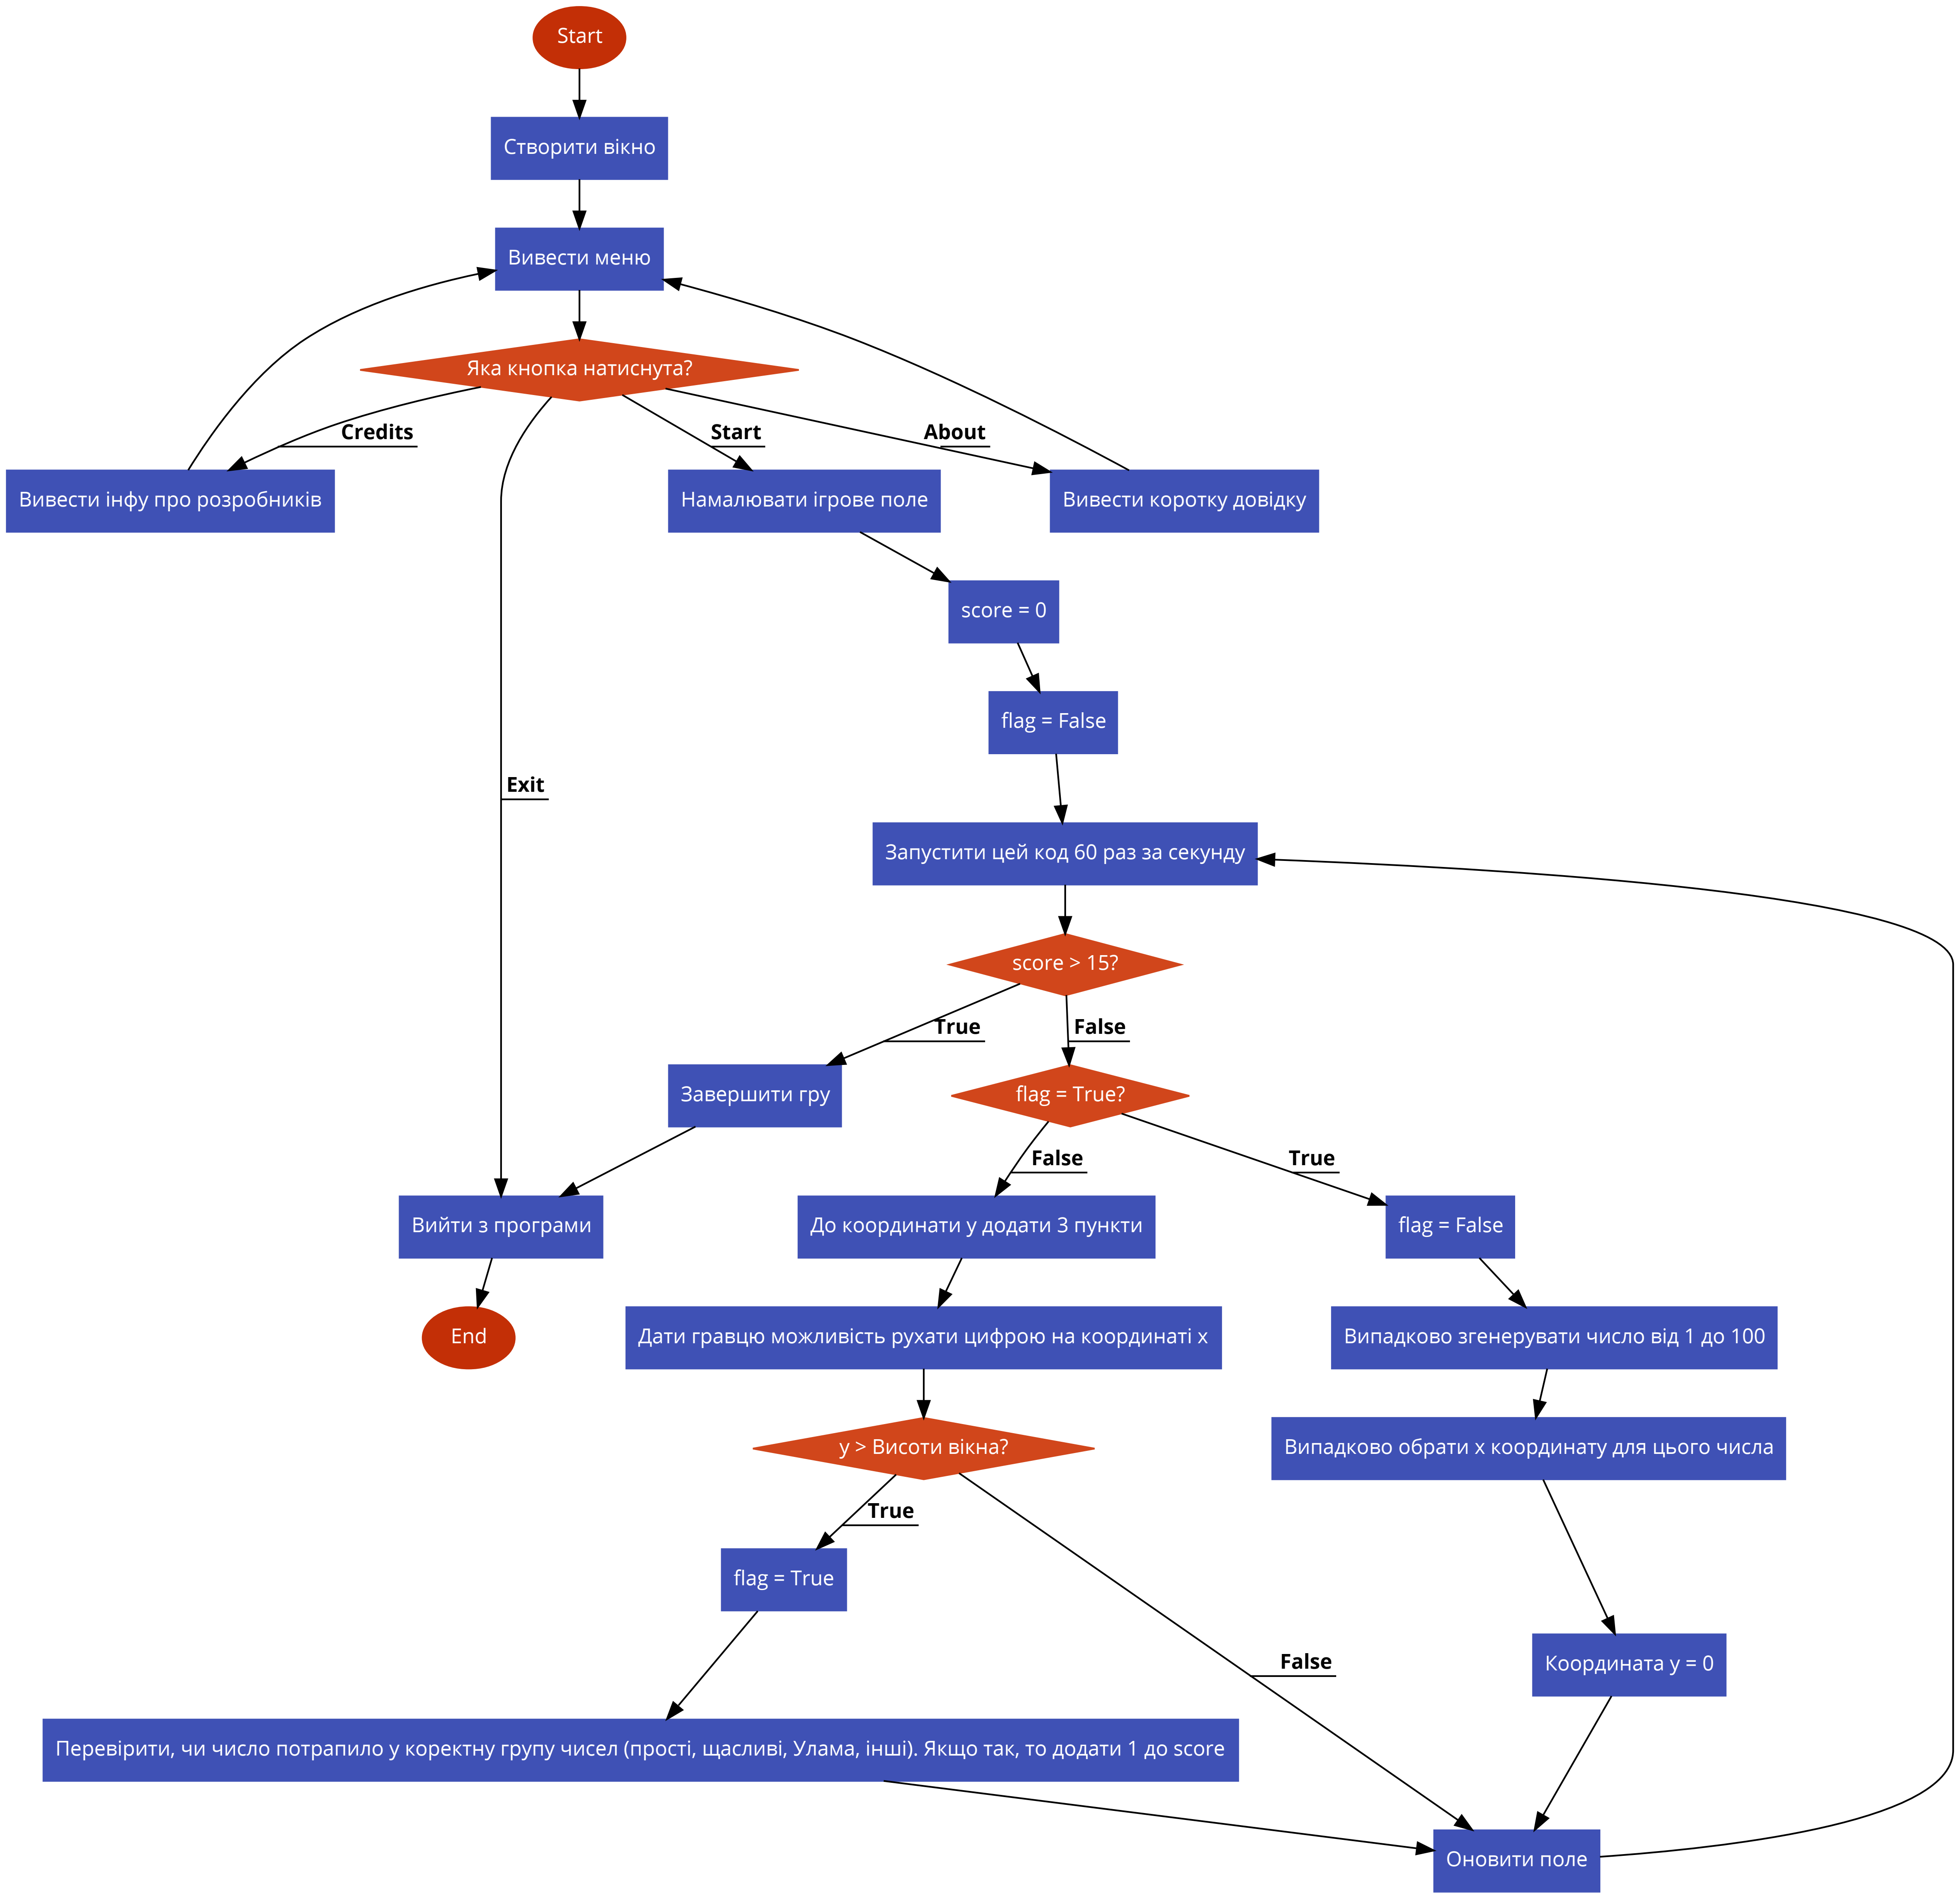 Start
Створити вікно
Вивести меню
Яка кнопка натиснута?
Credits
Start
About
Вивести інфу про розробників
Намалювати ігрове поле
Вивести коротку довідку
score = 0
flag = False
Exit
Запустити цей код 60 раз за секунду
score > 15?
True
False
Завершити гру
flag = True?
False
True
Вийти з програми
До координати y додати 3 пункти
flag = False
End
Дати гравцю можливість рухати цифрою на координаті x
Випадково згенерувати число від 1 до 100
y > Висоти вікна?
Випадково обрати x координату для цього числа
True
flag = True
False
Координата y = 0
Перевірити, чи число потрапило у коректну групу чисел (прості, щасливі, Улама, інші). Якщо так, то додати 1 до score
Оновити поле